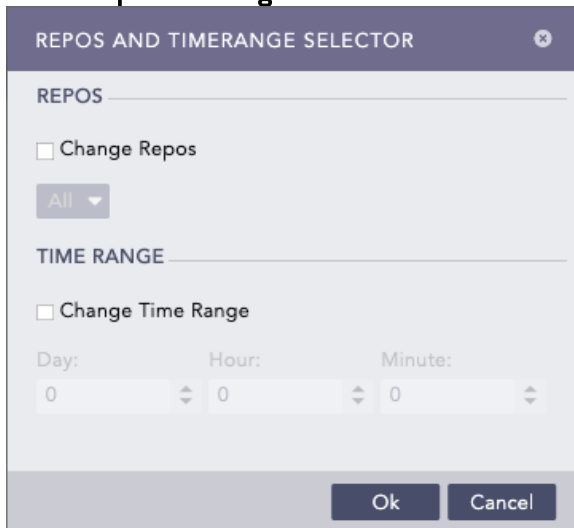 REPOS AND TIMERANGE SELECTOR
REPOS
Change Repos
All
TIME RANGE
Change Time Range
Day: Hour: Minute:
0 0 0
Ok Cancel